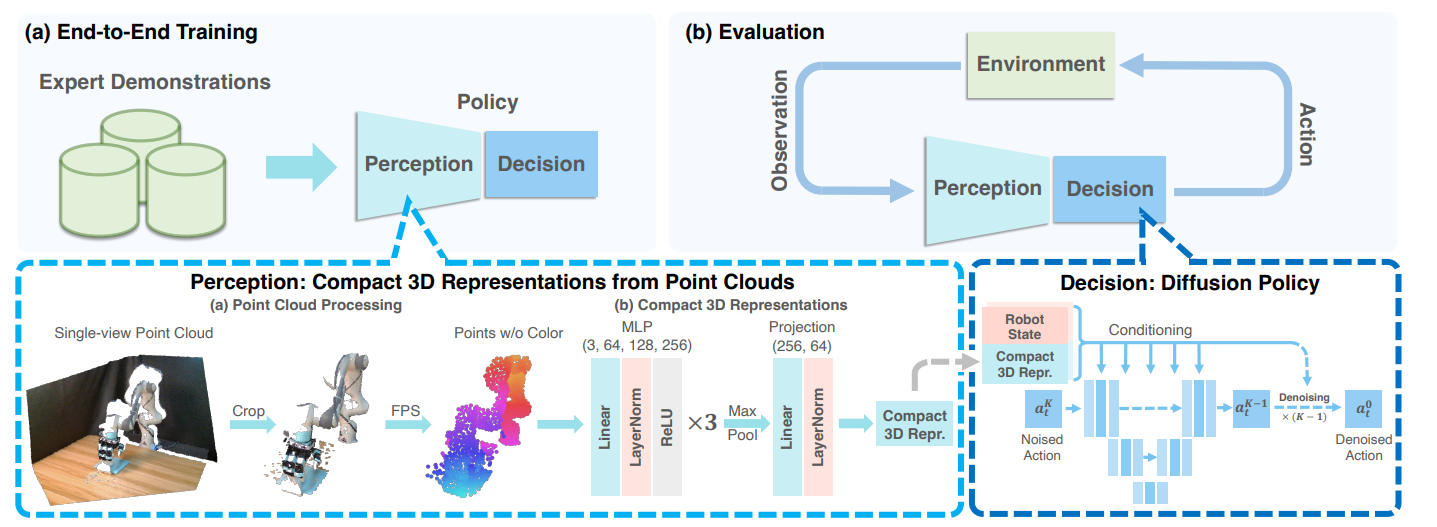 (a) End-to-End Training
Expert Demonstrations
Policy
Perception
Decision
(b) Evaluation
Environment
Observation
Action
Perception
Decision
Perception: Compact 3D Representations from Point Clouds
(a) Point Cloud Processing
(b) Compact 3D Representations
Single-view Point Cloud
Crop
FPS
Points w/o Color
MLP
(3, 64, 128, 256)
Linear
LayerNorm
ReLU
×3
Max
Pool
Projection
(256, 64)
Linear
LayerNorm
Compact
3D Repr.
Decision: Diffusion Policy
Robot
State
Compact
3D Repr.
Conditioning
a_t^K
Noised
Action
a_t^{K-1}
Denoising
× (K − 1)
a_t^0
Denoised
Action